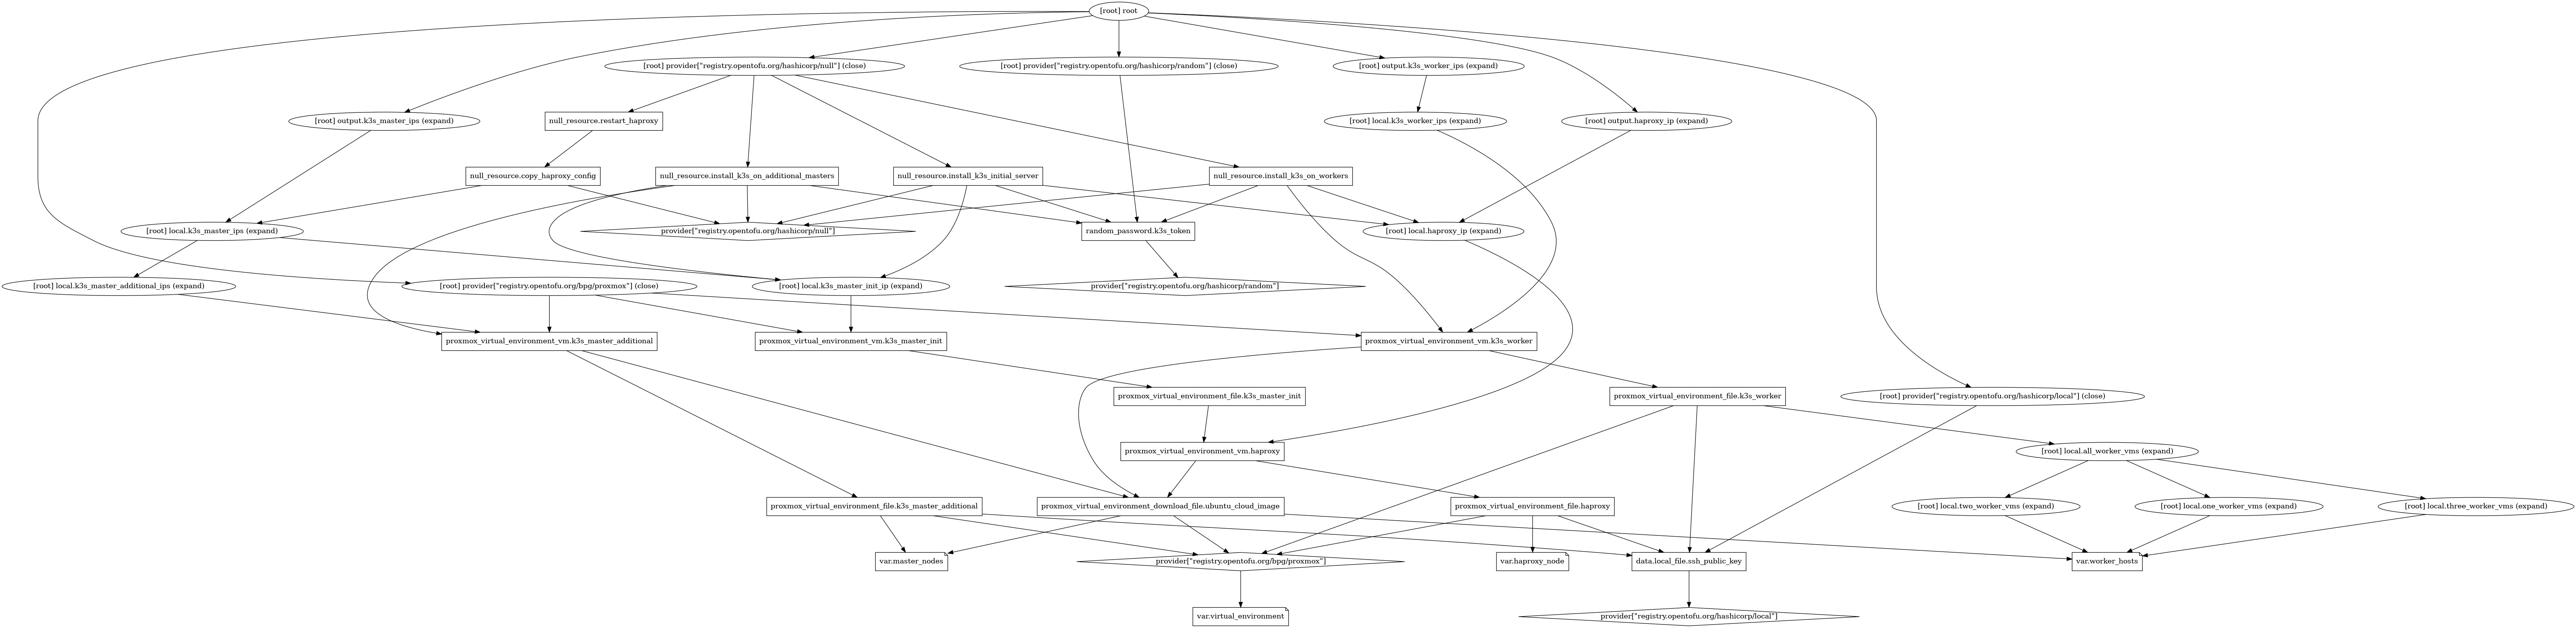 [root] root
[root] provider["registry.opentofu.org/hashicorp/null"] (close)
[root] provider["registry.opentofu.org/hashicorp/random"] (close)
[root] output.k3s_worker_ips (expand)
[root] output.k3s_master_ips (expand)
null_resource.restart_haproxy
[root] local.k3s_worker_ips (expand)
[root] output.haproxy_ip (expand)
null_resource.copy_haproxy_config
null_resource.install_k3s_on_additional_masters
null_resource.install_k3s_initial_server
null_resource.install_k3s_on_workers
[root] local.k3s_master_ips (expand)
provider["registry.opentofu.org/hashicorp/null"]
random_password.k3s_token
[root] local.haproxy_ip (expand)
[root] local.k3s_master_additional_ips (expand)
[root] provider["registry.opentofu.org/bpg/proxmox"] (close)
[root] local.k3s_master_init_ip (expand)
provider["registry.opentofu.org/hashicorp/random"]
proxmox_virtual_environment_vm.k3s_master_additional
proxmox_virtual_environment_vm.k3s_master_init
proxmox_virtual_environment_vm.k3s_worker
proxmox_virtual_environment_file.k3s_master_init
proxmox_virtual_environment_file.k3s_worker
[root] provider["registry.opentofu.org/hashicorp/local"] (close)
proxmox_virtual_environment_vm.haproxy
[root] local.all_worker_vms (expand)
proxmox_virtual_environment_file.k3s_master_additional
proxmox_virtual_environment_download_file.ubuntu_cloud_image
proxmox_virtual_environment_file.haproxy
[root] local.two_worker_vms (expand)
[root] local.one_worker_vms (expand)
[root] local.three_worker_vms (expand)
var.master_nodes
provider["registry.opentofu.org/bpg/proxmox"]
var.haproxy_node
data.local_file.ssh_public_key
var.worker_hosts
var.virtual_environment
provider["registry.opentofu.org/hashicorp/local"]